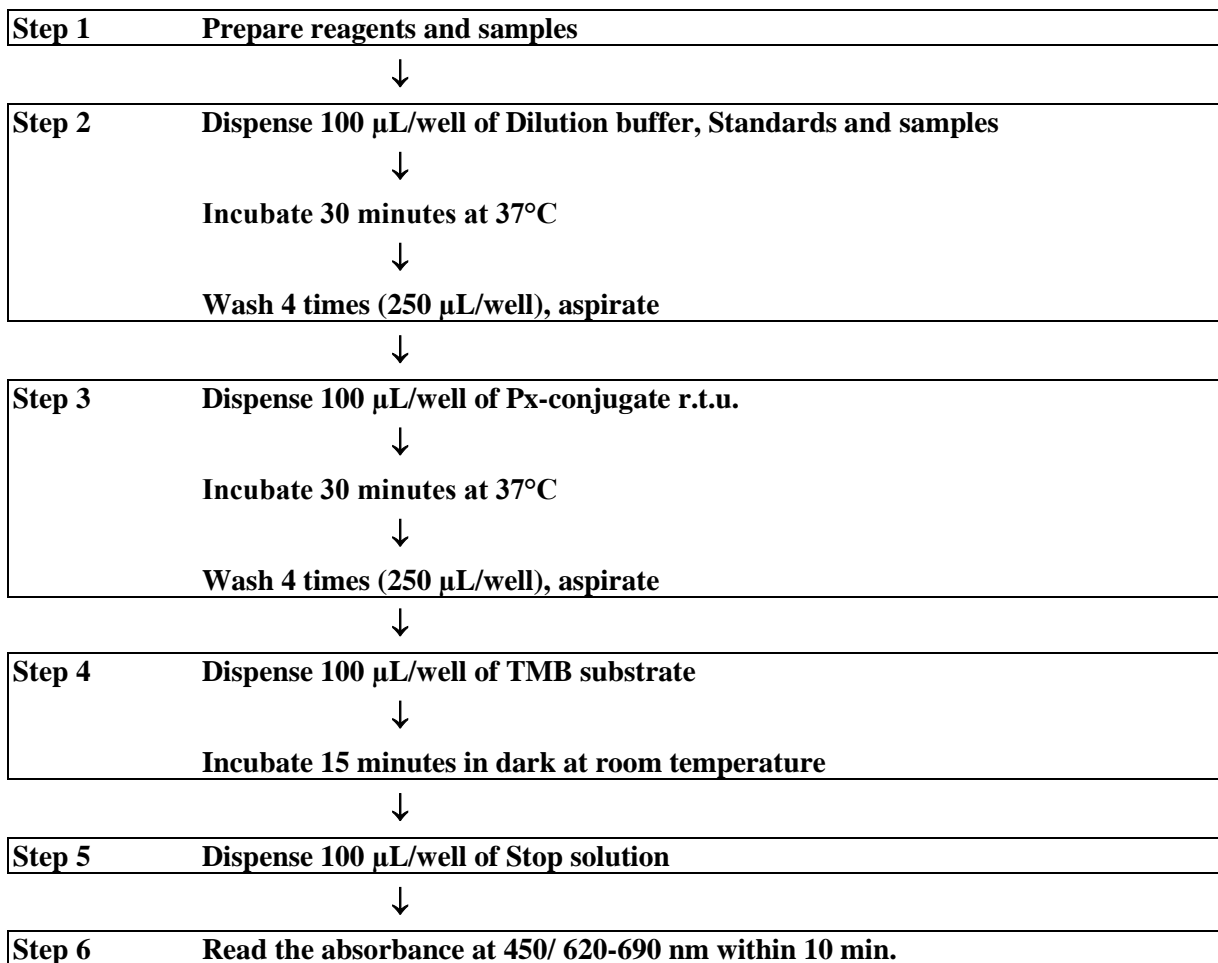 Step 1 Prepare reagents and samples
↓
Step 2 Dispense 100 µL/well of Dilution buffer, Standards and samples
↓
Incubate 30 minutes at 37°C
↓
Wash 4 times (250 µL/well), aspirate
↓
Step 3 Dispense 100 µL/well of Px-conjugate r.t.u.
↓
Incubate 30 minutes at 37°C
↓
Wash 4 times (250 µL/well), aspirate
↓
Step 4 Dispense 100 µL/well of TMB substrate
↓
Incubate 15 minutes in dark at room temperature
↓
Step 5 Dispense 100 µL/well of Stop solution
↓
Step 6 Read the absorbance at 450/ 620-690 nm within 10 min.